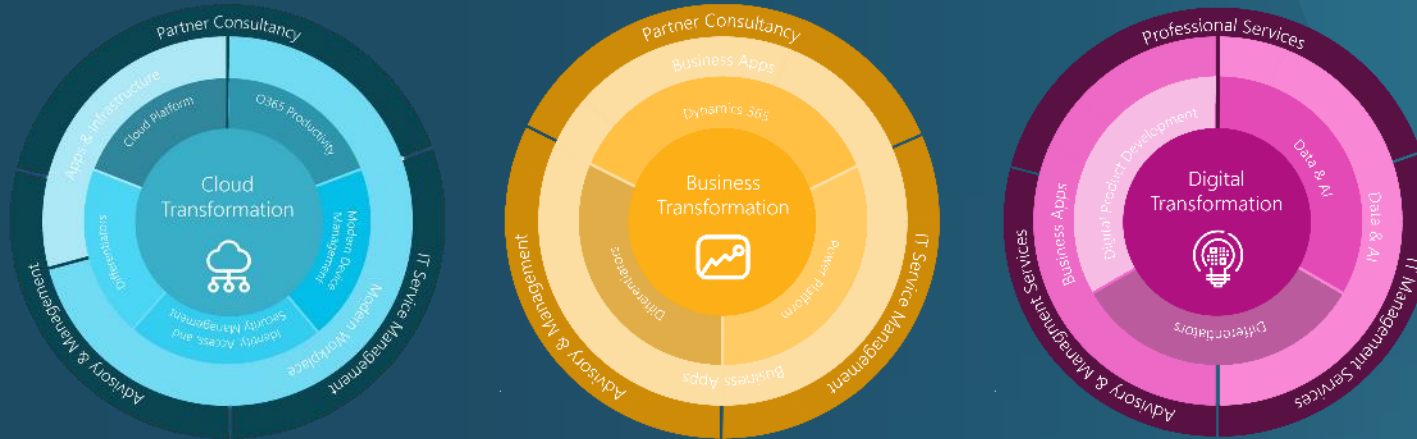 Partner Consultancy
Apps & Infrastructure
Cloud Platform
O365 Productivity
Cloud
Transformation
Modern Device
Management
Identity, Access, and
Security Management
Differentiators
Modern Workplace
IT Service Management
Advisory & Management
Partner Consultancy
Business Apps
Dynamics 365
Business
Transformation
Power Platform
Differentiators
Business Apps
IT Service Management
Advisory & Management
Professional Services
Digital Product Development
Data & AI
Digital
Transformation
Business Apps
Data & AI
Differentiators
IT Management Services
Advisory & Managment Services